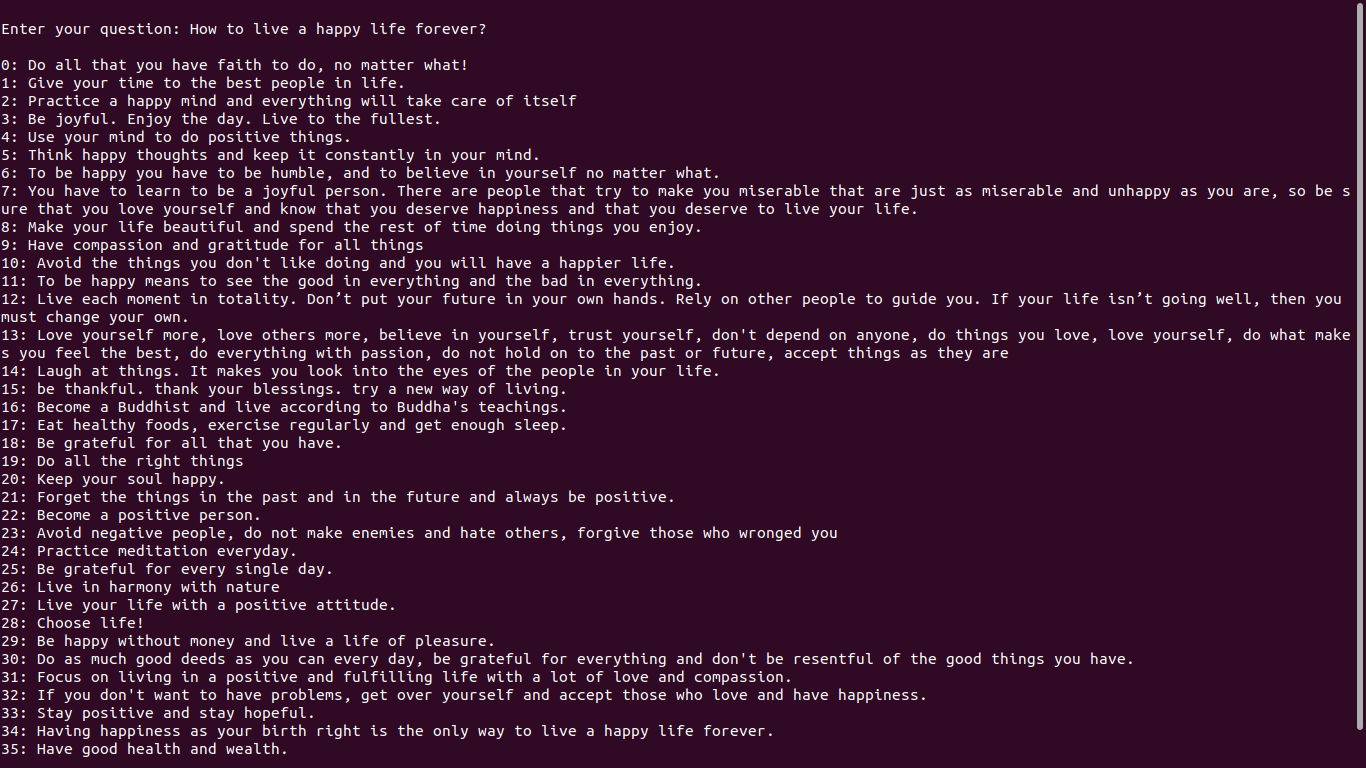 Enter your question: How to live a happy life forever?
0: Do all that you have faith to do, no matter what!
1: Give your time to the best people in life.
2: Practice a happy mind and everything will take care of itself
3: Be joyful. Enjoy the day. Live to the fullest.
4: Use your mind to do positive things.
5: Think happy thoughts and keep it constantly in your mind.
6: To be happy you have to be humble, and to believe in yourself no matter what.
7: You have to learn to be a joyful person. There are people that try to make you miserable that are just as miserable and unhappy as you are, so be s
ure that you love yourself and know that you deserve happiness and that you deserve to live your life.
8: Make your life beautiful and spend the rest of time doing things you enjoy.
9: Have compassion and gratitude for all things
10: Avoid the things you don't like doing and you will have a happier life.
11: To be happy means to see the good in everything and the bad in everything.
12: Live each moment in totality. Don’t put your future in your own hands. Rely on other people to guide you. If your life isn’t going well, then you
must change your own.
13: Love yourself more, love others more, believe in yourself, trust yourself, don't depend on anyone, do things you love, love yourself, do what make
s you feel the best, do everything with passion, do not hold on to the past or future, accept things as they are
14: Laugh at things. It makes you look into the eyes of the people in your life.
15: be thankful. thank your blessings. try a new way of living.
16: Become a Buddhist and live according to Buddha's teachings.
17: Eat healthy foods, exercise regularly and get enough sleep.
18: Be grateful for all that you have.
19: Do all the right things
20: Keep your soul happy.
21: Forget the things in the past and in the future and always be positive.
22: Become a positive person.
23: Avoid negative people, do not make enemies and hate others, forgive those who wronged you
24: Practice meditation everyday.
25: Be grateful for every single day.
26: Live in harmony with nature
27: Live your life with a positive attitude.
28: Choose life!
29: Be happy without money and live a life of pleasure.
30: Do as much good deeds as you can every day, be grateful for everything and don't be resentful of the good things you have.
31: Focus on living in a positive and fulfilling life with a lot of love and compassion.
32: If you don't want to have problems, get over yourself and accept those who love and have happiness.
33: Stay positive and stay hopeful.
34: Having happiness as your birth right is the only way to live a happy life forever.
35: Have good health and wealth.